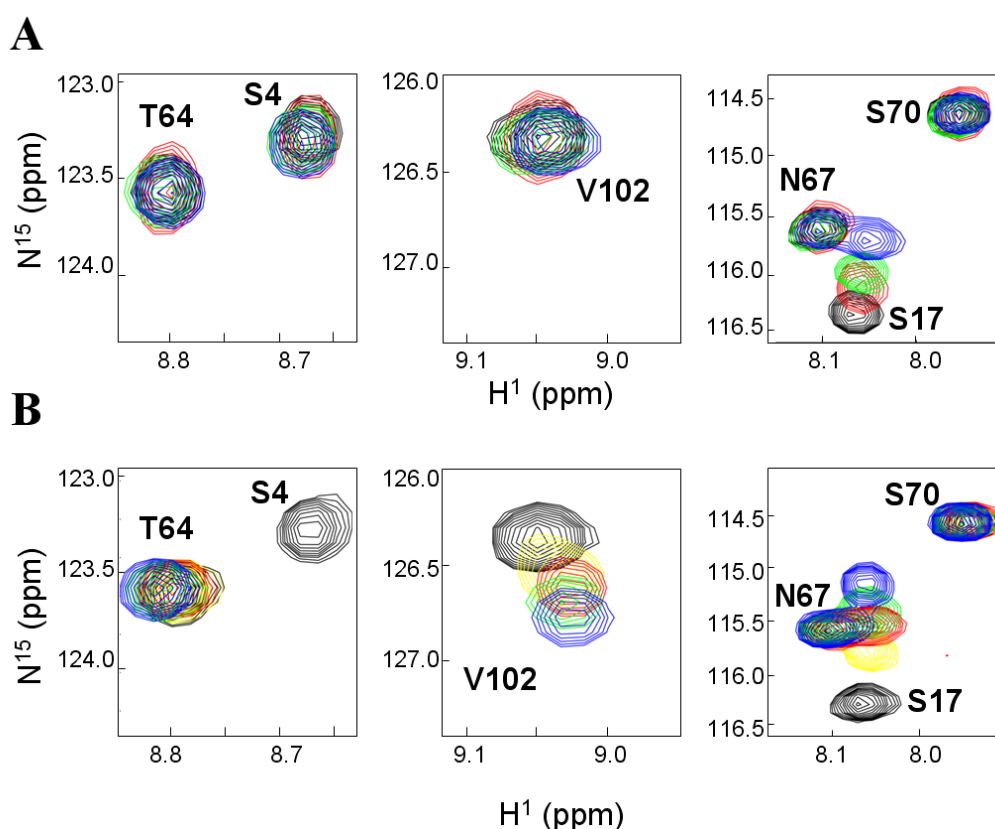 A
N¹⁵ (ppm)
123.0
123.5
124.0
T64
S4
8.8
8.7
126.0
126.5
127.0
V102
9.1
9.0
114.5
115.0
115.5
116.0
116.5
S70
N67
S17
8.1
8.0
H¹ (ppm)
B
N¹⁵ (ppm)
123.0
123.5
124.0
S4
T64
8.8
8.7
126.0
126.5
127.0
V102
9.1
9.0
114.5
115.0
115.5
116.0
116.5
S70
N67
S17
8.1
8.0
H¹ (ppm)